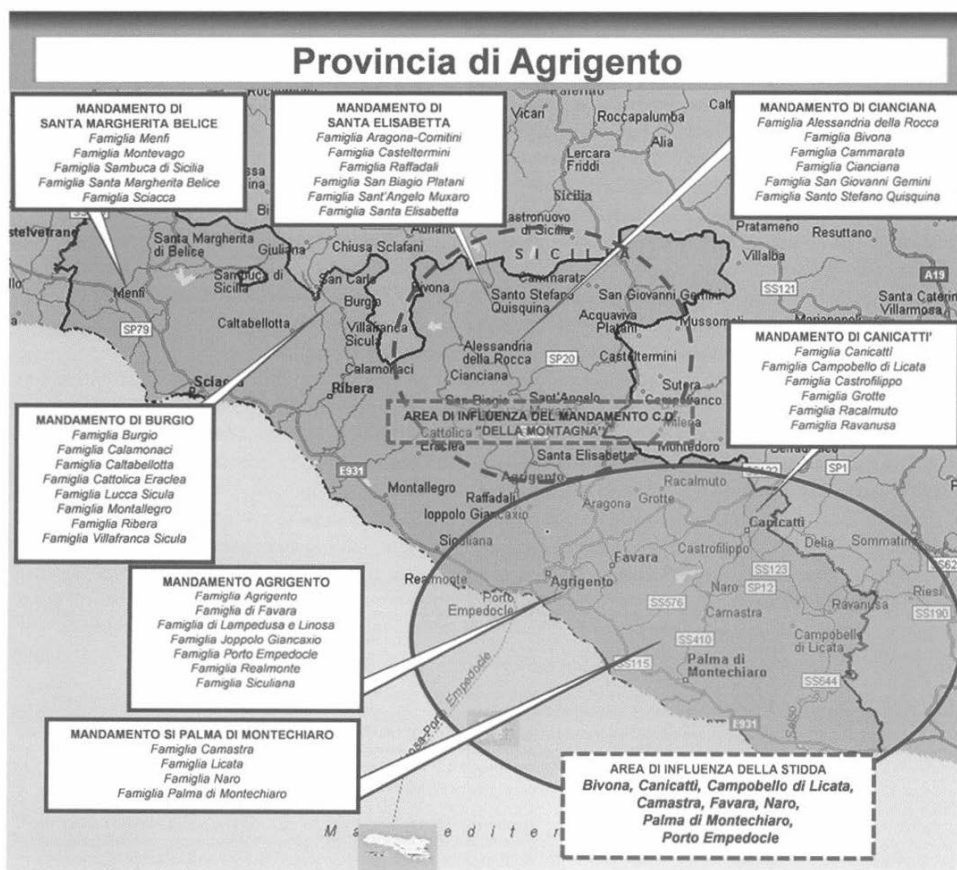 Provincia di Agrigento
MANDAMENTO DI
SANTA MARGHERITA BELICE
Famiglia Menfi
Famiglia Montevago
Famiglia Sambuca di Sicilia
Famiglia Santa Margherita Belice
Famiglia Sciacca
MANDAMENTO DI
SANTA ELISABETTA
Famiglia Aragona-Comitini
Famiglia Casteltermini
Famiglia Raffadali
Famiglia San Biagio Platani
Famiglia Sant'Angelo Muxaro
Famiglia Santa Elisabetta
MANDAMENTO DI CIANCIANA
Famiglia Alessandria della Rocca
Famiglia Bivona
Famiglia Cammarata
Famiglia Cianciana
Famiglia San Giovanni Gemini
Famiglia Santo Stefano Quisquina
Vicari
Roccapalumba
Alia
Lercara
Friddi
Sicilia
di Sicilia
SICILIA
Prataméno
Resuttano
Villalba
A19
SS121
Santa Caterin
Villarmosa
Santa Margherita
di Belice
Giuliana
Chiusa Sclafani
Sambuca di
Sicilia
San Carlo
Bivona
Menfi
Burgio
SP79
Caltabellotta
Villafranca
Sicula
Calamonaci
Ribera
Cammarata
Santo Stefano
Quisquina
San Giovanni Gemini
Acquaviva
Platani
Mussomeli
Alessandria
della Rocca
SP20
Casteltermini
Cianciana
Sutera
Sant'Angelo
MANDAMENTO DI CANICATTI'
Famiglia Canicattì
Famiglia Campobello di Licata
Famiglia Castrofilippo
Famiglia Grotte
Famiglia Racalmuto
Famiglia Ravanusa
AREA DI INFLUENZA DEL MANDAMENTO C.D.
"DELLA MONTAGNA"
Cattolica
Eraclea
Milena
Montedoro
Santa Elisabetta
E931
Agrigento
SP1
MANDAMENTO DI BURGIO
Famiglia Burgio
Famiglia Calamonaci
Famiglia Caltabellotta
Famiglia Cattolica Eraclea
Famiglia Lucca Sicula
Famiglia Montallegro
Famiglia Ribera
Famiglia Villafranca Sicula
Montallegro
Raffadali
Ioppolo Giancaxio
Aragona
Grotte
Racalmuto
Canicattì
Siculiana
Castrofilippo
Delia
Sommatino
Favara
SS123
Realmonte
Agrigento
Naro
SP12
Porto
Empedocle
SS576
Camastra
Ravanusa
Riesi
SS190
SS410
Campobello
di Licata
Palma di
Montechiaro
SS115
SS644
Salso
E931
MANDAMENTO AGRIGENTO
Famiglia Agrigento
Famiglia di Favara
Famiglia di Lampedusa e Linosa
Famiglia Joppolo Giancaxio
Famiglia Porto Empedocle
Famiglia Realmonte
Famiglia Siculiana
MANDAMENTO SI PALMA DI MONTECHIARO
Famiglia Camastra
Famiglia Licata
Famiglia Naro
Famiglia Palma di Montechiaro
AREA DI INFLUENZA DELLA STIDDA
Bivona, Canicattì, Campobello di Licata,
Camastra, Favara, Naro,
Palma di Montechiaro,
Porto Empedocle